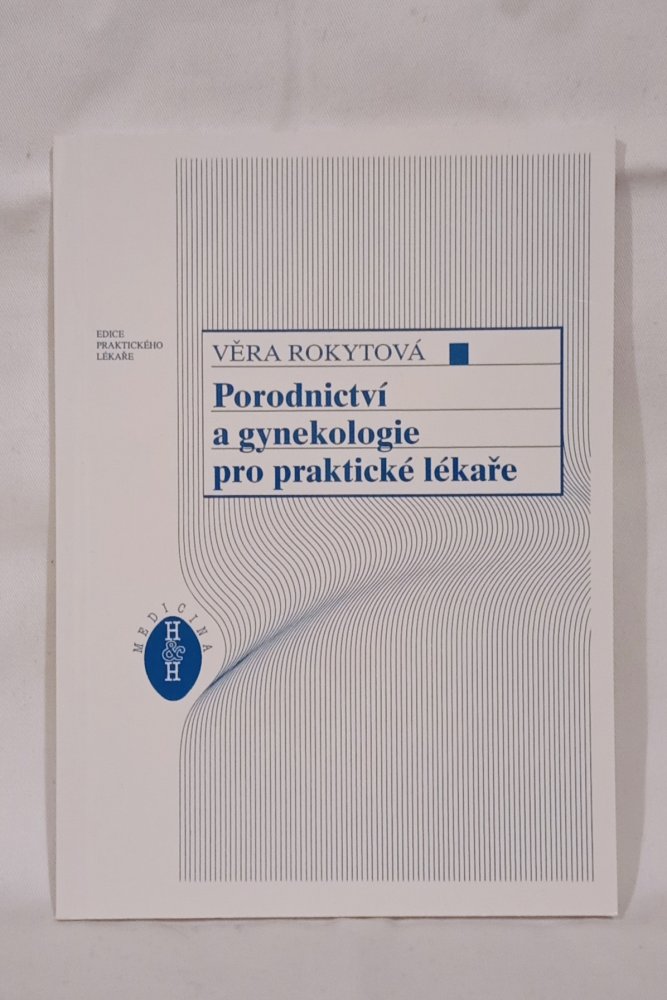 EDICE
PRAKTICKÉHO
LÉKAŘE
VĚRA ROKYTOVÁ
Porodnictví
a gynekologie
pro praktické lékaře
MEDICINA
H
&
H